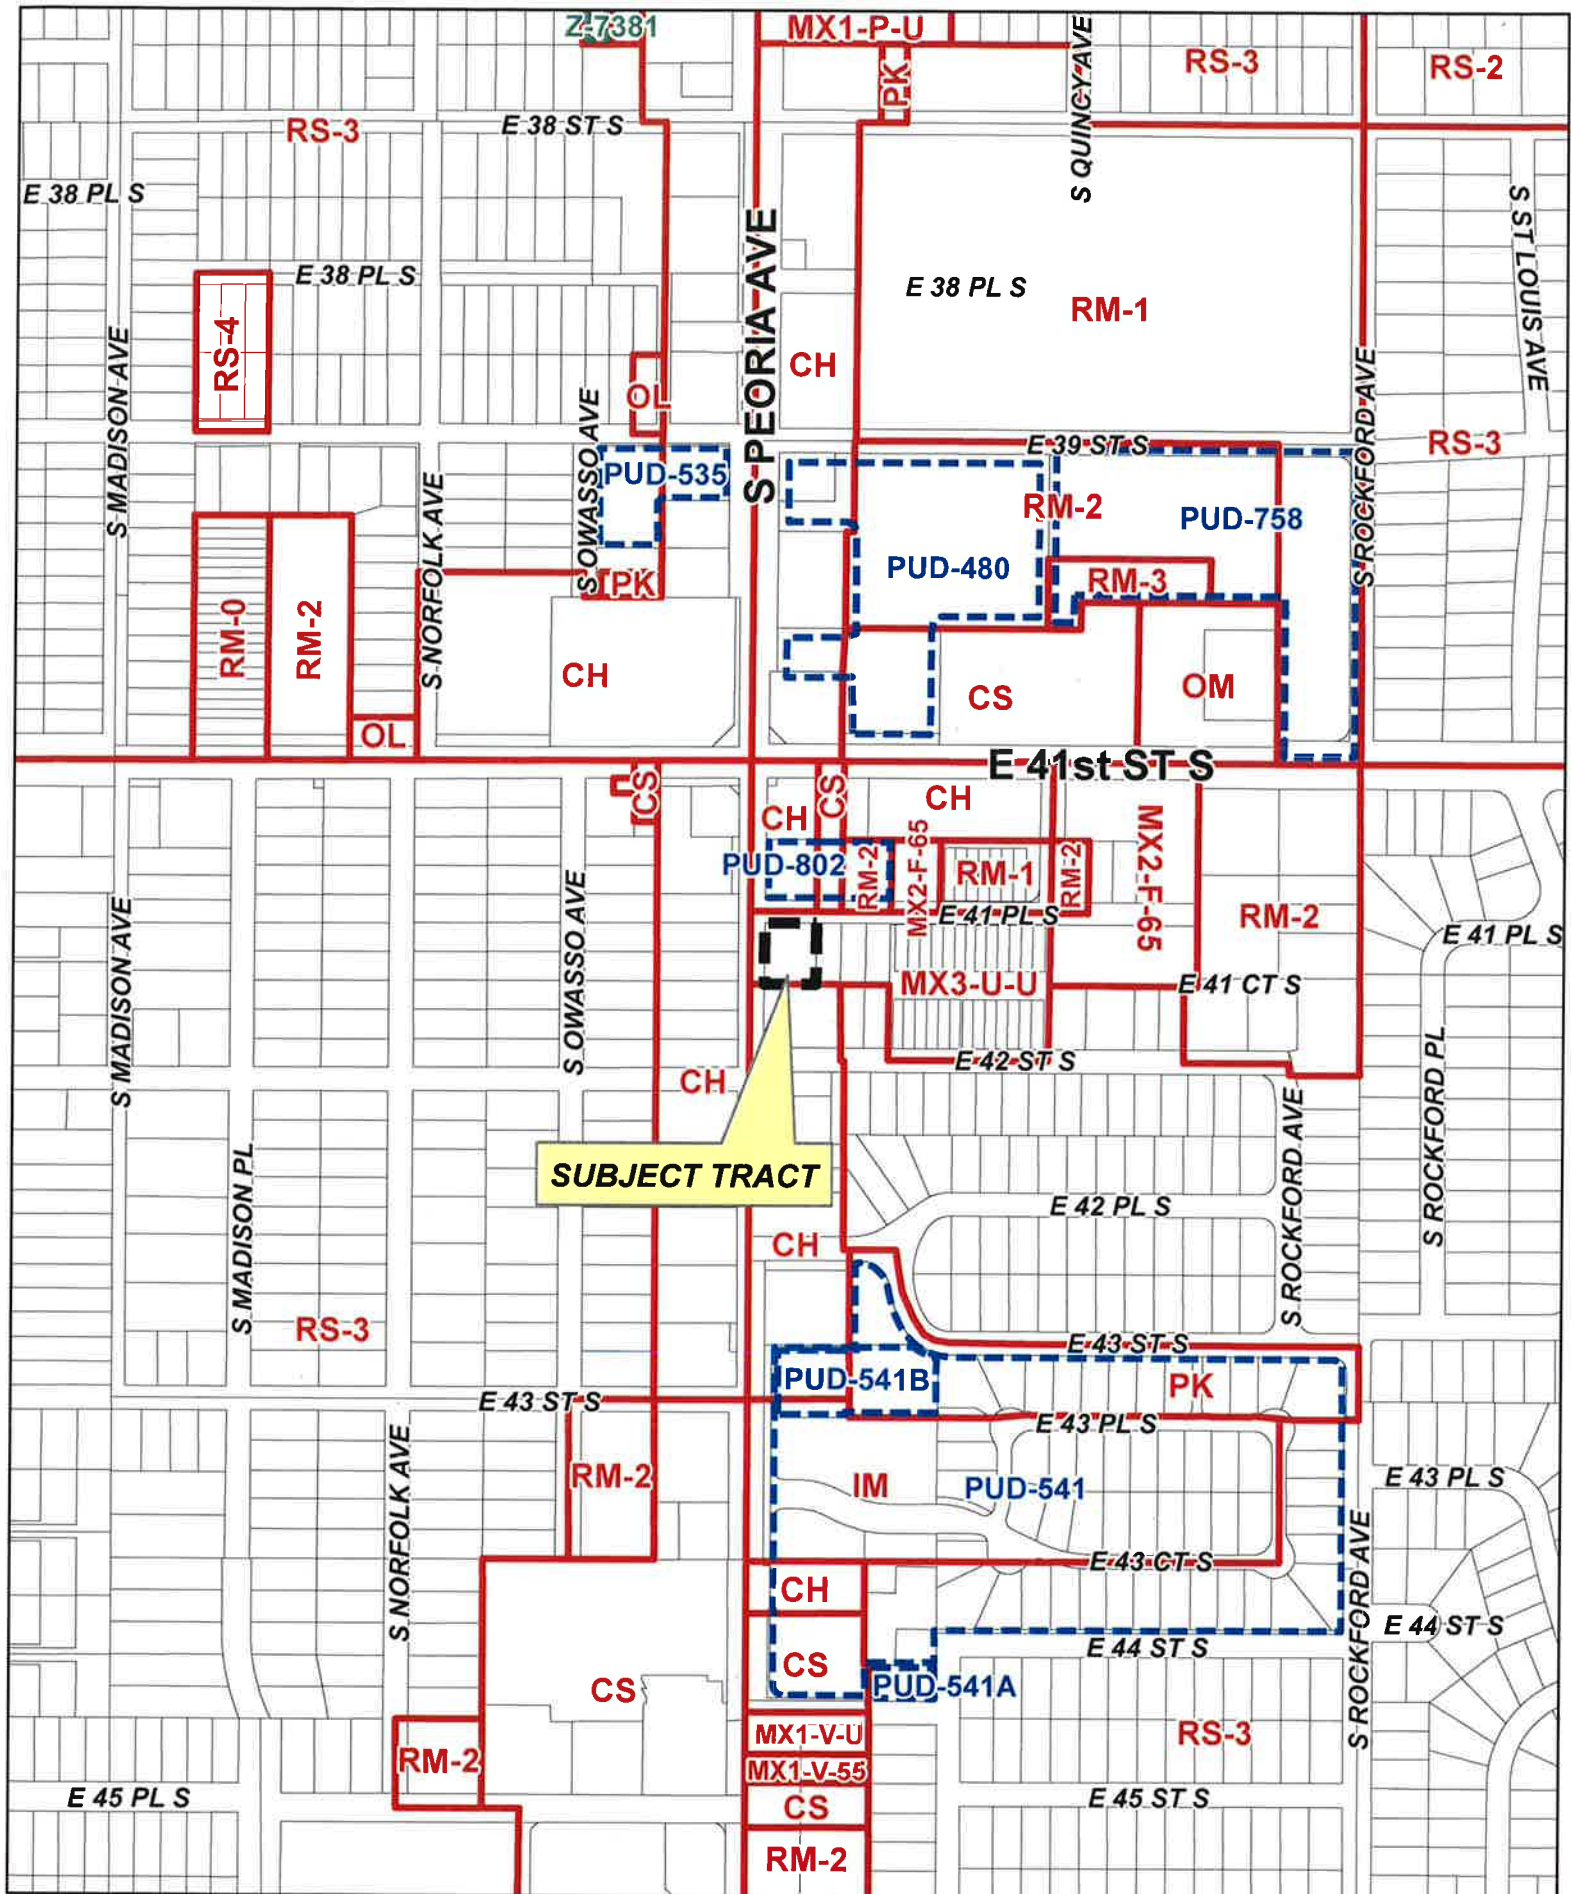 Z-7381
MX1-P-U
S QUINCY AVE
RS-3
RS-2
PK
RS-3
E 38 ST S
E 38 PL S
S ST LOUIS AVE
E 38 PL S
E 38 PL S
RM-1
S PEORIA AVE
RS-4
S MADISON AVE
CH
OL
S OWASSO AVE
S ROCKFORD AVE
E 39 ST S
RS-3
PUD-535
S NORFOLK AVE
RM-2
PUD-758
PUD-480
PK
RM-3
RM-0
RM-2
CH
CS
OM
OL
E 41st ST S
CS
CH
CS
CH
MX2-F-65
PUD-802
RM-2
MX2-F-65
RM-1
RM-2
E 41 PL S
RM-2
E 41 PL S
S MADISON AVE
S OWASSO AVE
MX3-U-U
E 41 CT S
E 42 ST S
CH
S ROCKFORD PL
SUBJECT TRACT
S ROCKFORD AVE
E 42 PL S
S MADISON PL
CH
RS-3
E 43 ST S
PUD-541B
PK
E 43 ST S
E 43 PL S
S NORFOLK AVE
RM-2
IM
PUD-541
E 43 PL S
E 43 CT S
S ROCKFORD AVE
CH
E 44 ST S
E 44 ST S
CS
CS
PUD-541A
MX1-V-U
RS-3
RM-2
MX1-V-55
E 45 PL S
CS
E 45 ST S
RM-2